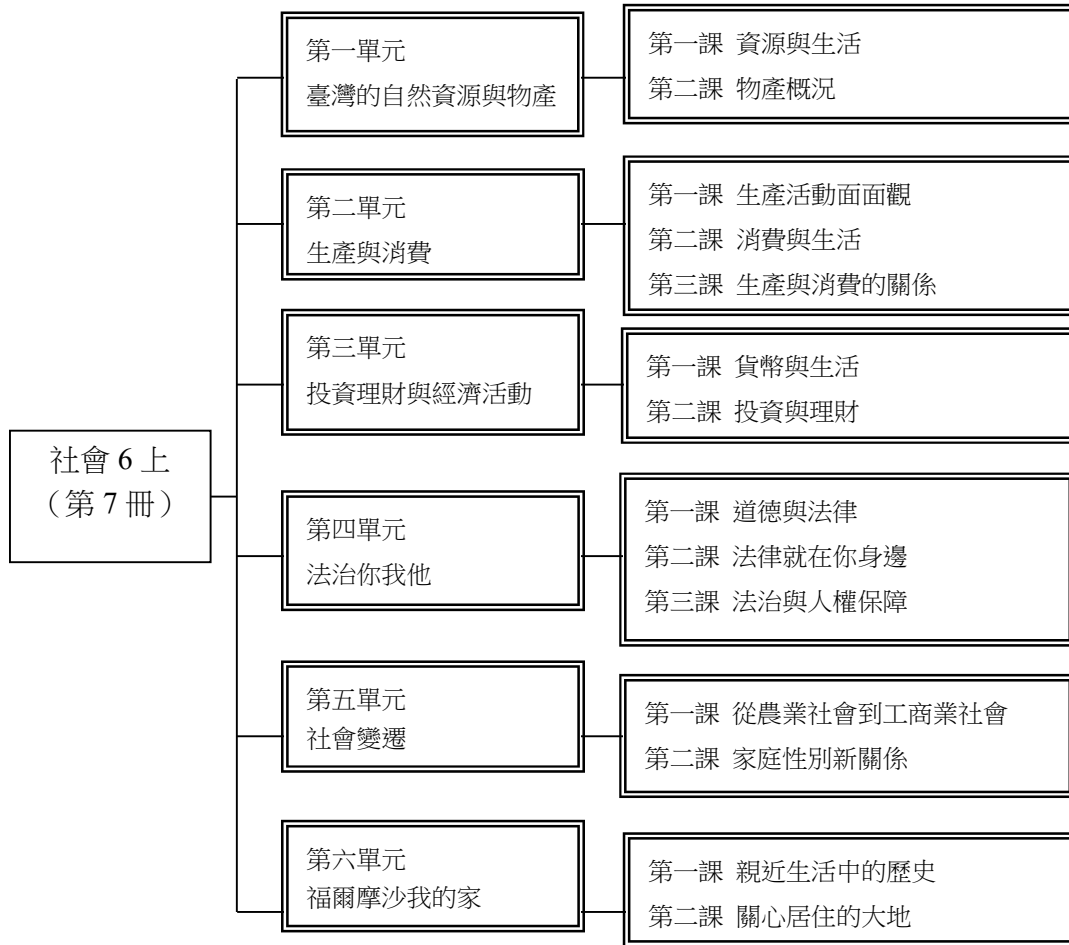 社會 6 上
（第 7 冊）
第一單元
臺灣的自然資源與物產
第一課 資源與生活
第二課 物產概況
第二單元
生產與消費
第一課 生產活動面面觀
第二課 消費與生活
第三課 生產與消費的關係
第三單元
投資理財與經濟活動
第一課 貨幣與生活
第二課 投資與理財
第四單元
法治你我他
第一課 道德與法律
第二課 法律就在你身邊
第三課 法治與人權保障
第五單元
社會變遷
第一課 從農業社會到工商業社會
第二課 家庭性別新關係
第六單元
福爾摩沙我的家
第一課 親近生活中的歷史
第二課 關心居住的大地